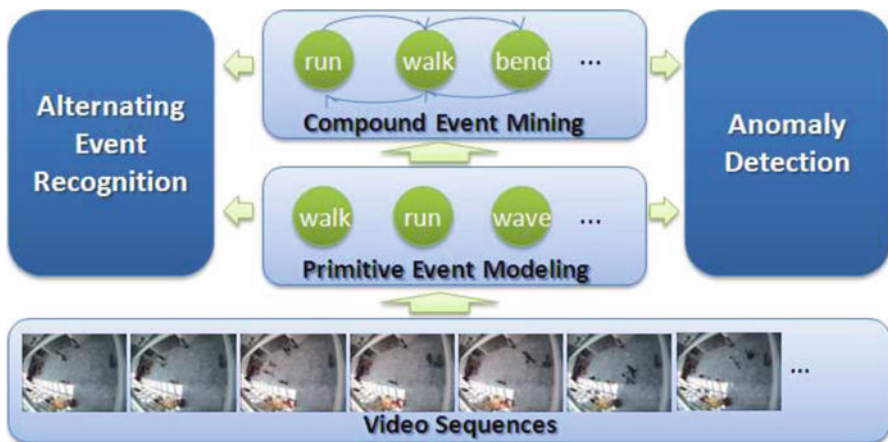 Alternating
Event
Recognition
run walk bend ...
Compound Event Mining
Anomaly
Detection
walk run wave ...
Primitive Event Modeling
...
Video Sequences